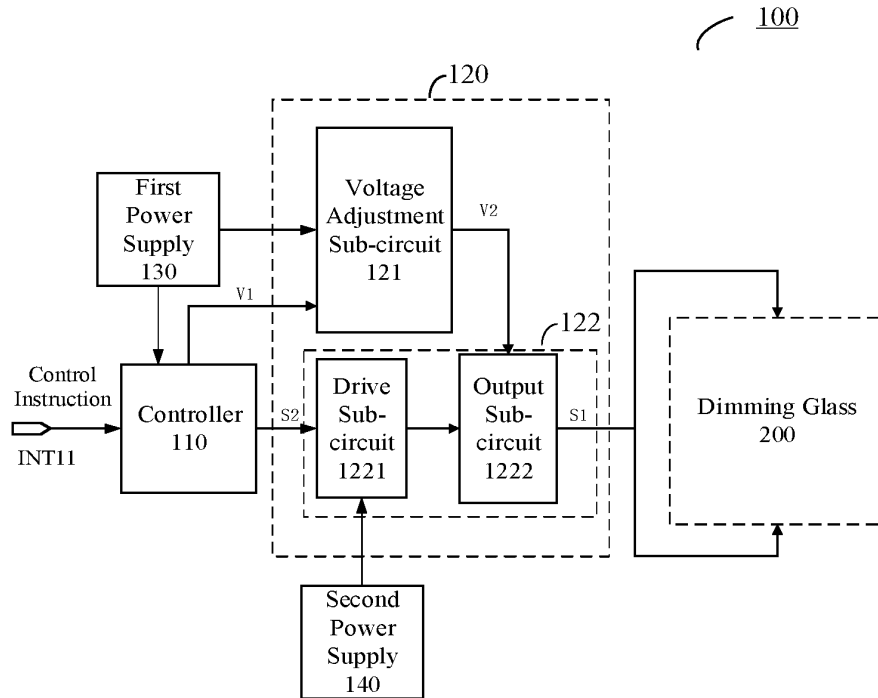 100
120
First
Power
Supply
130
Voltage
Adjustment
Sub-circuit
121
V2
V1
122
Control
Instruction
INT11
Controller
110
S2
Drive
Sub-
circuit
1221
Output
Sub-
circuit
1222
S1
Dimming Glass
200
Second
Power
Supply
140